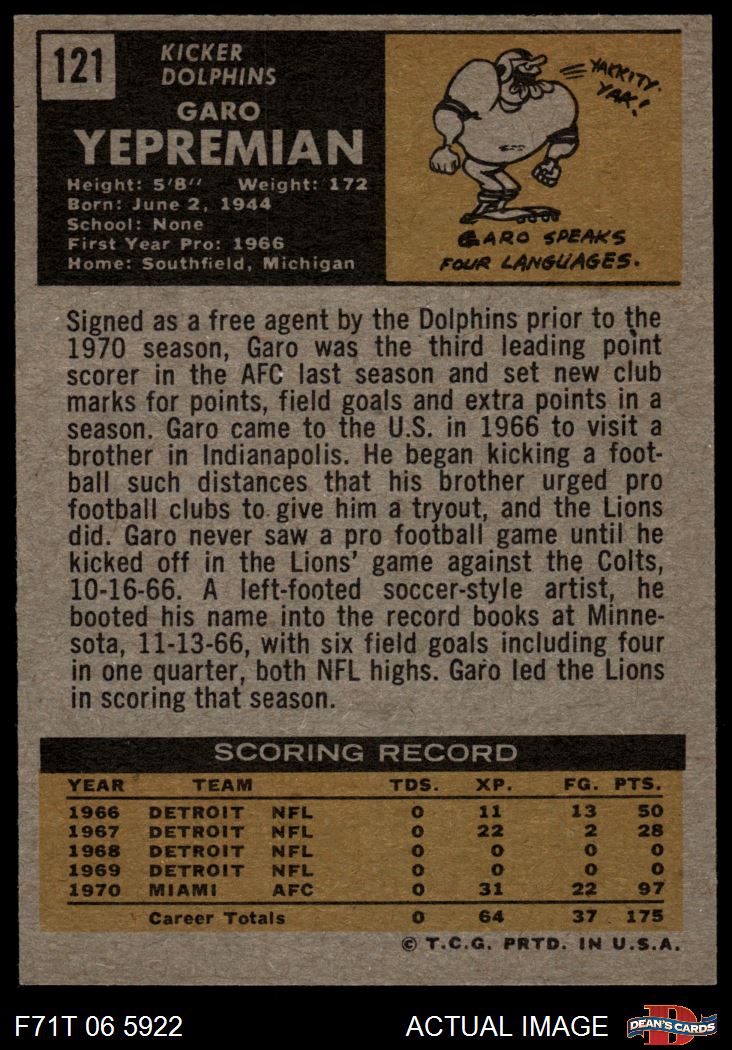 121
KICKER
DOLPHINS
GARO
YEPREMIAN
Height: 5'8" Weight: 172
Born: June 2, 1944
School: None
First Year Pro: 1966
Home: Southfield, Michigan
YAKKITY
YAK!
GARO SPEAKS
FOUR LANGUAGES.
Signed as a free agent by the Dolphins prior to the
1970 season, Garo was the third leading point
scorer in the AFC last season and set new club
marks for points, field goals and extra points in a
season. Garo came to the U.S. in 1966 to visit a
brother in Indianapolis. He began kicking a foot-
ball such distances that his brother urged pro
football clubs to give him a tryout, and the Lions
did. Garo never saw a pro football game until he
kicked off in the Lions' game against the Colts,
10-16-66. A left-footed soccer-style artist, he
booted his name into the record books at Minne-
sota, 11-13-66, with six field goals including four
in one quarter, both NFL highs. Garo led the Lions
in scoring that season.
SCORING RECORD
YEAR TEAM TDS. XP. FG. PTS.
1966 DETROIT NFL 0 11 13 50
1967 DETROIT NFL 0 22 2 28
1968 DETROIT NFL 0 0 0 0
1969 DETROIT NFL 0 0 0 0
1970 MIAMI AFC 0 31 22 97
Career Totals 0 64 37 175
© T.C.G. PRTD. IN U.S.A.
F71T 06 5922 ACTUAL IMAGE D DEAN'S CARDS